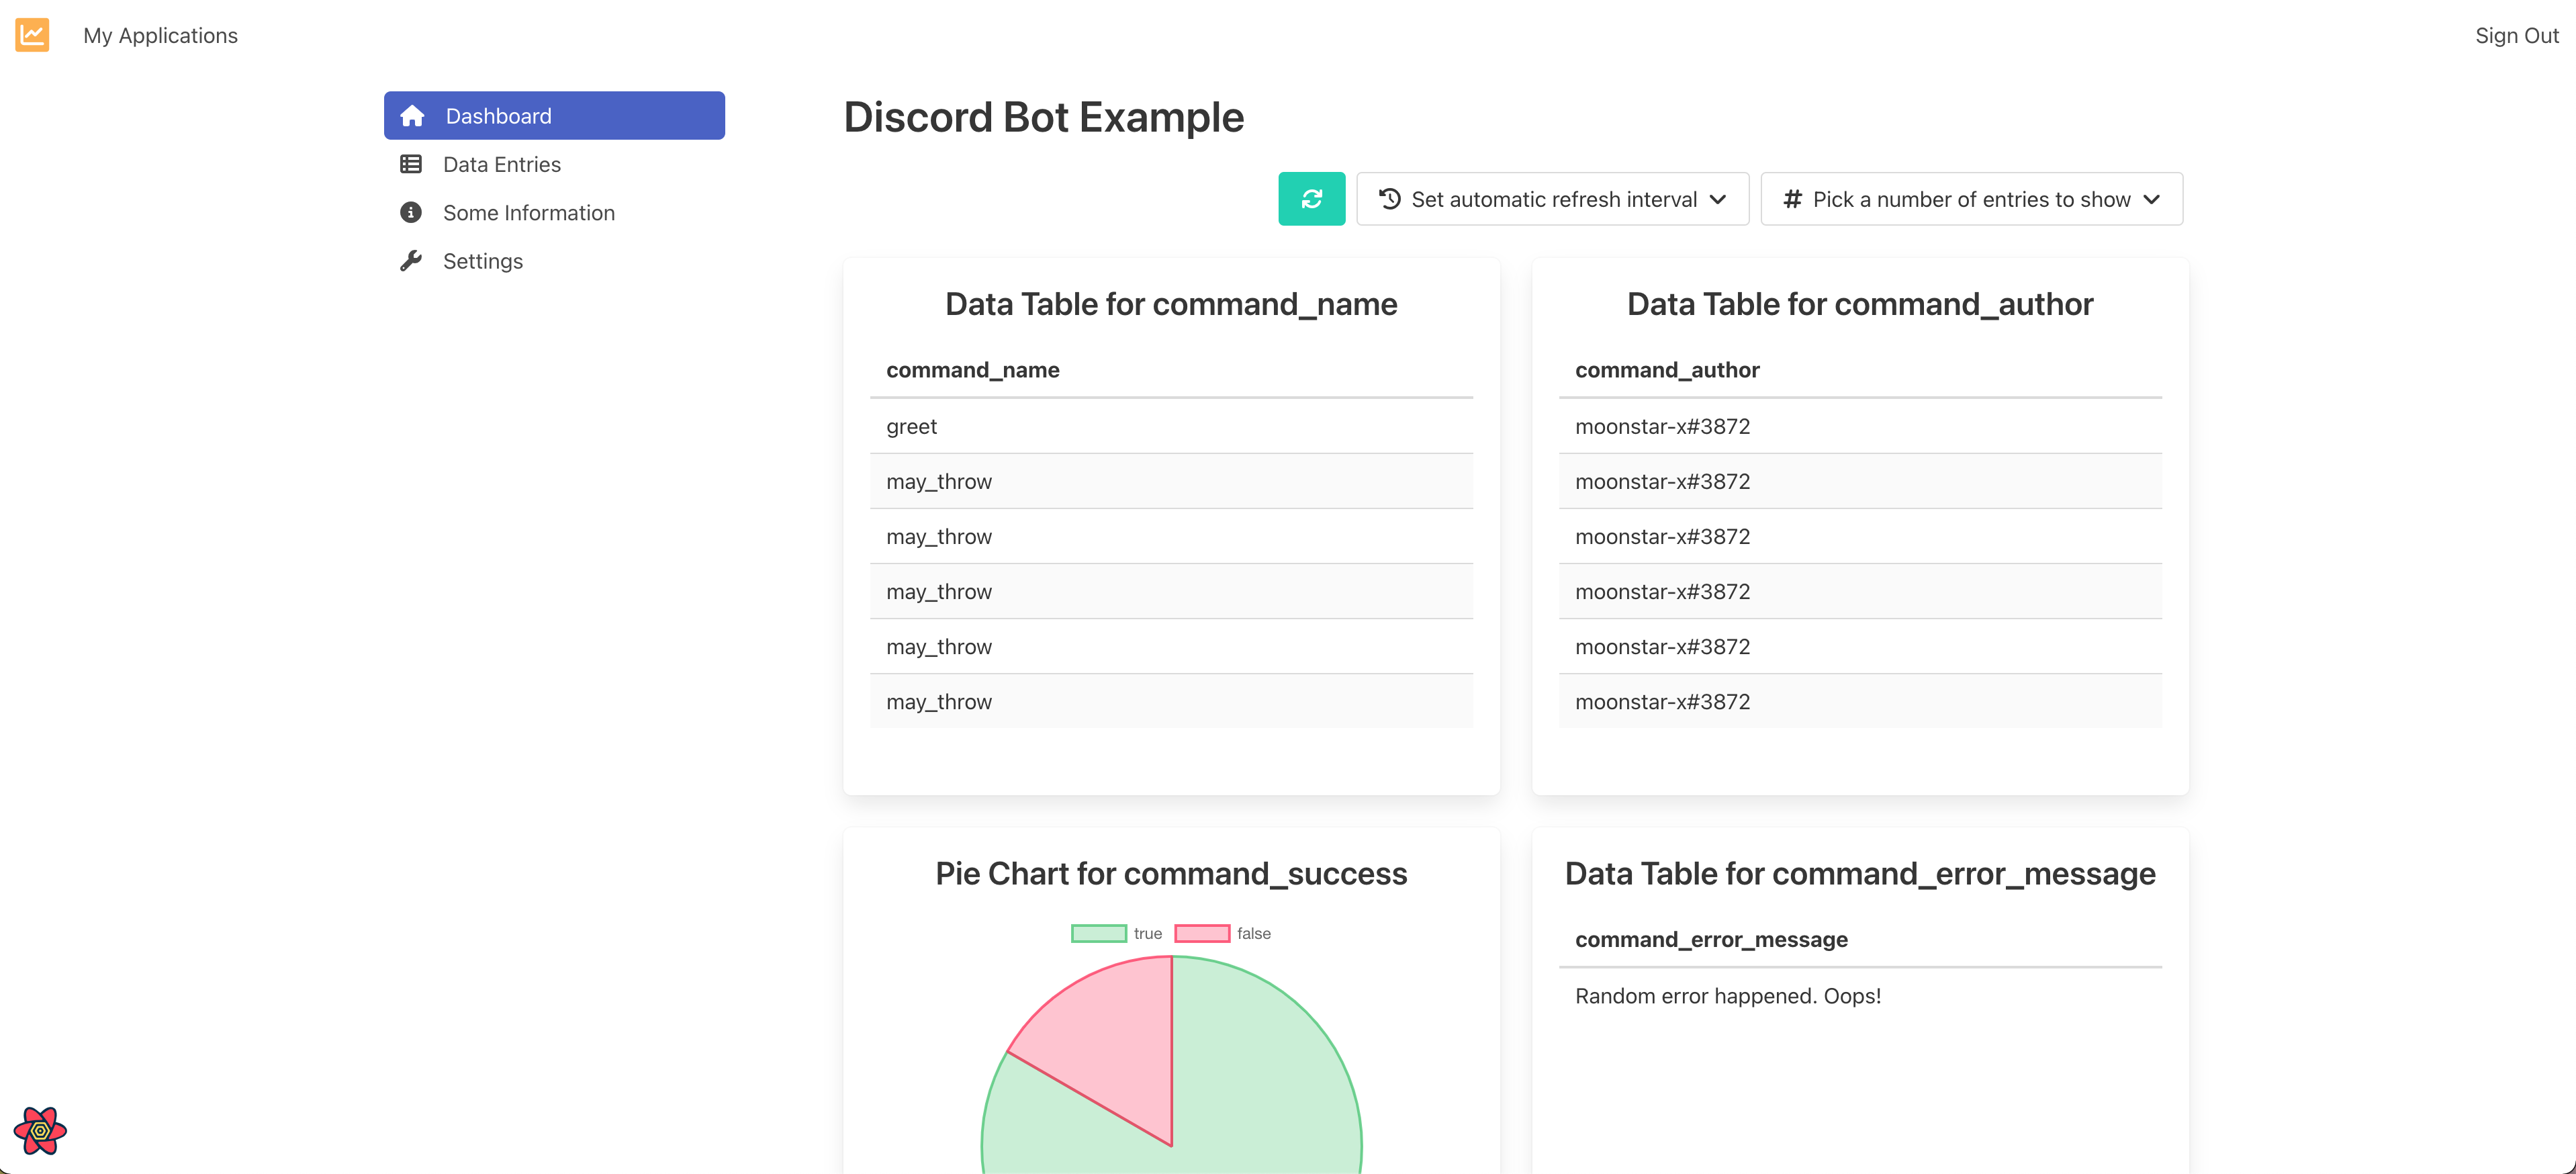 My Applications
Sign Out
Dashboard
Data Entries
Some Information
Settings
Discord Bot Example
Set automatic refresh interval
Pick a number of entries to show
Data Table for command_name
command_name
greet
may_throw
may_throw
may_throw
may_throw
may_throw
Data Table for command_author
command_author
moonstar-x#3872
moonstar-x#3872
moonstar-x#3872
moonstar-x#3872
moonstar-x#3872
moonstar-x#3872
Pie Chart for command_success
true false
Data Table for command_error_message
command_error_message
Random error happened. Oops!